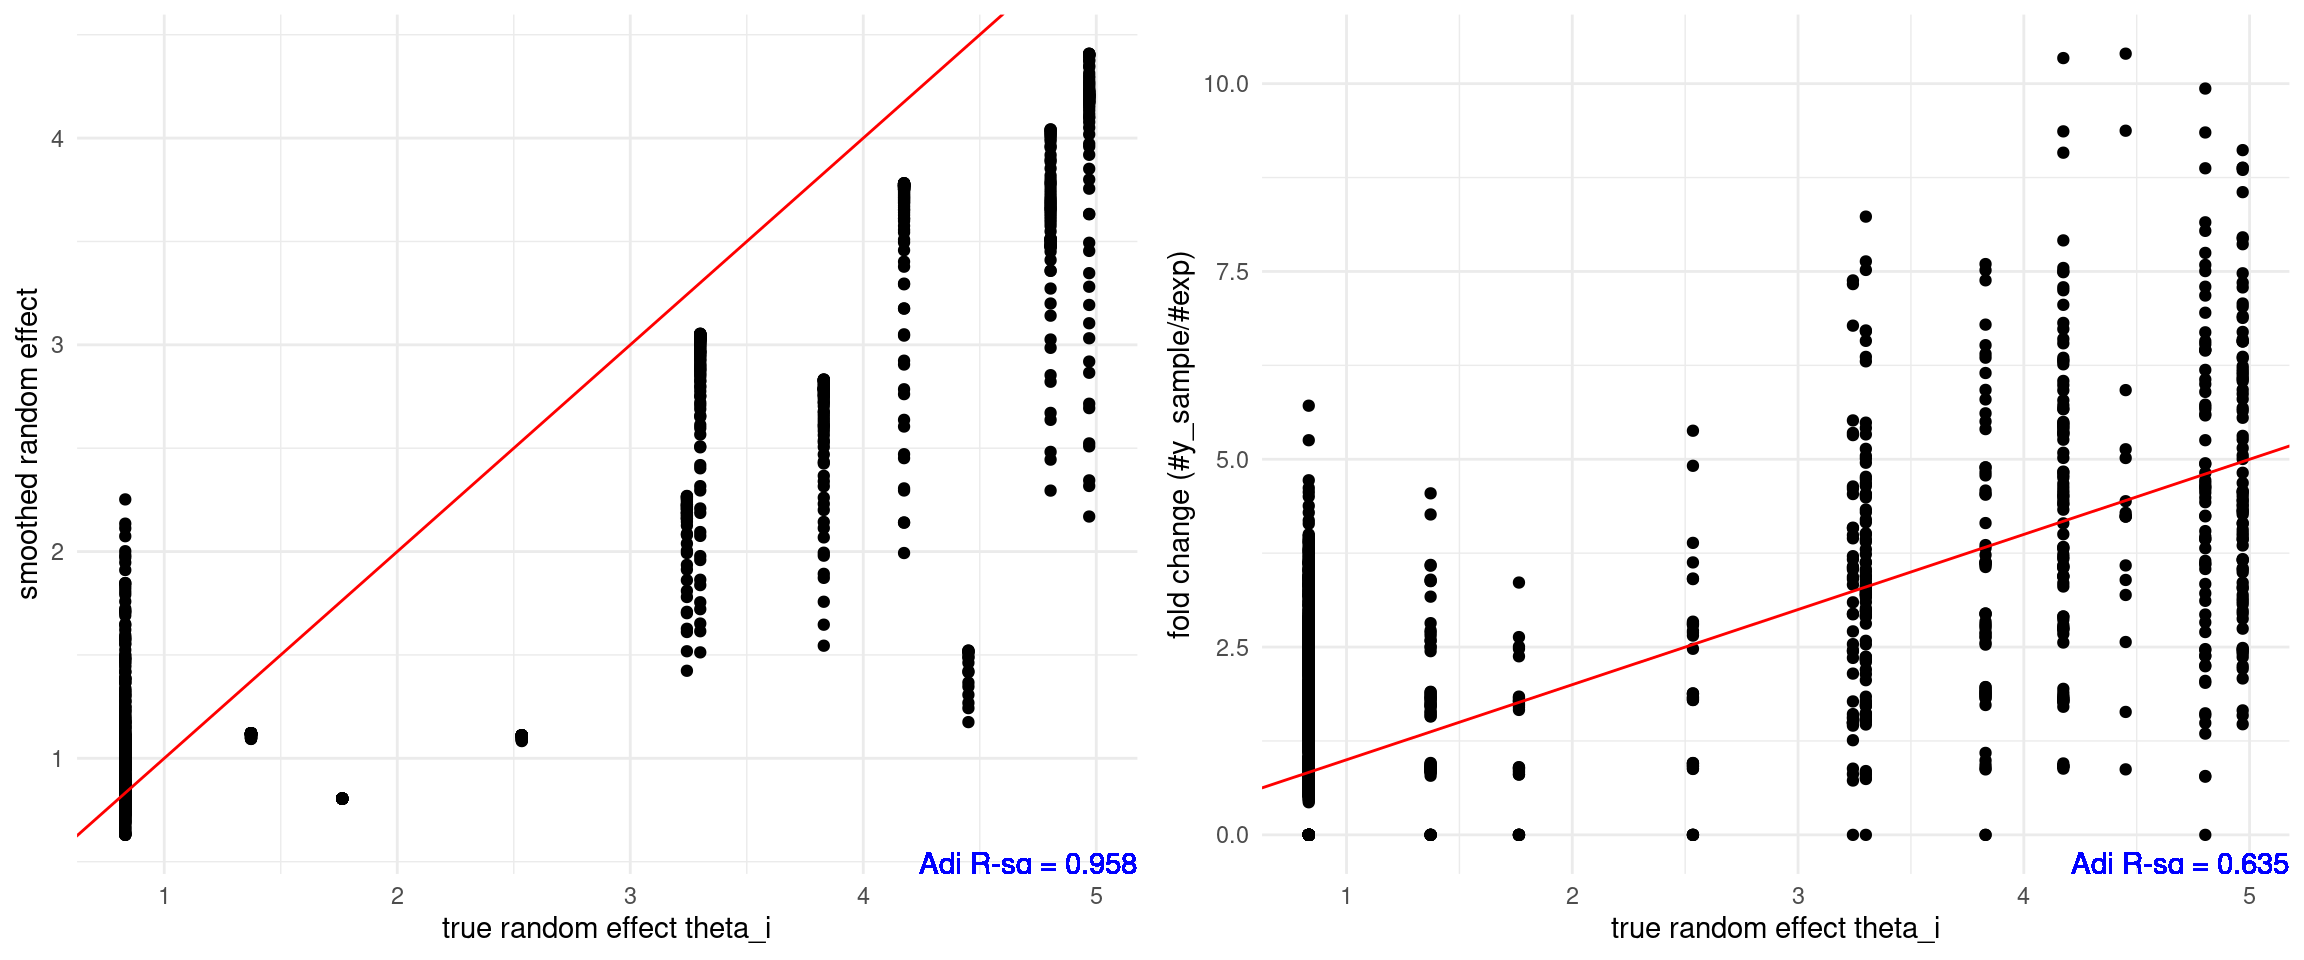 4
3
2
1
smoothed random effect
Adj R-sq = 0.958
1 2 3 4 5
true random effect theta_i
10.0
7.5
5.0
2.5
0.0
fold change (#y_sample/#exp)
Adj R-sq = 0.635
1 2 3 4 5
true random effect theta_i